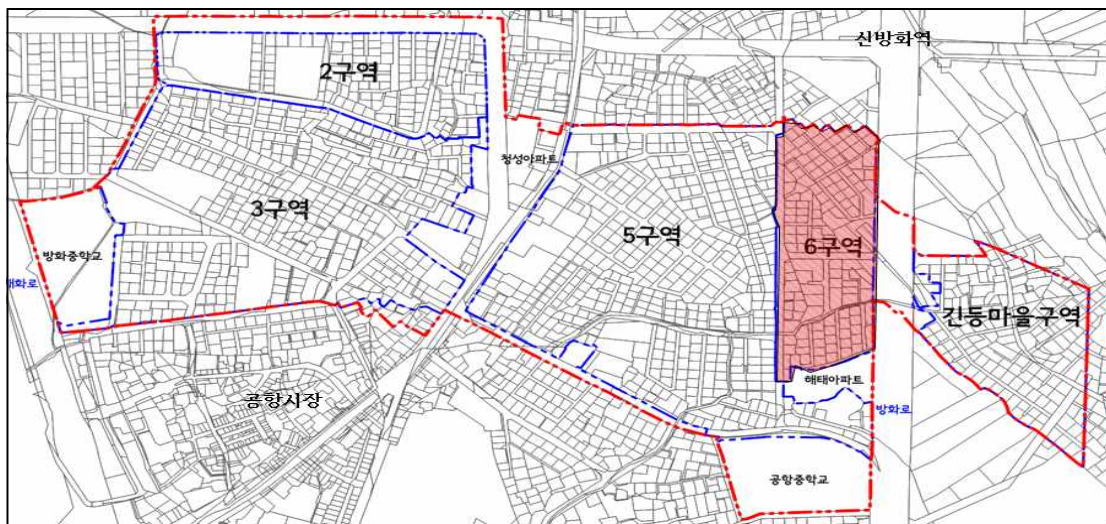 신방화역
2구역
청성아파트
3구역
5구역
6구역
방화중학교
긴등마을구역
해태아파트
공항시장
방화로
공항중학교